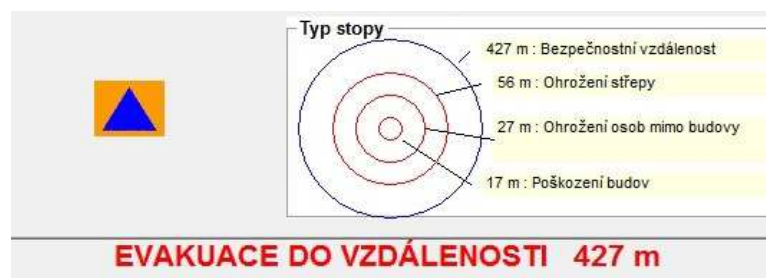 Typ stopy
427 m : Bezpečnostní vzdálenost
56 m : Ohrožení střepy
27 m : Ohrožení osob mimo budovy
17 m : Poškození budov
EVAKUACE DO VZDÁLENOSTI 427 m